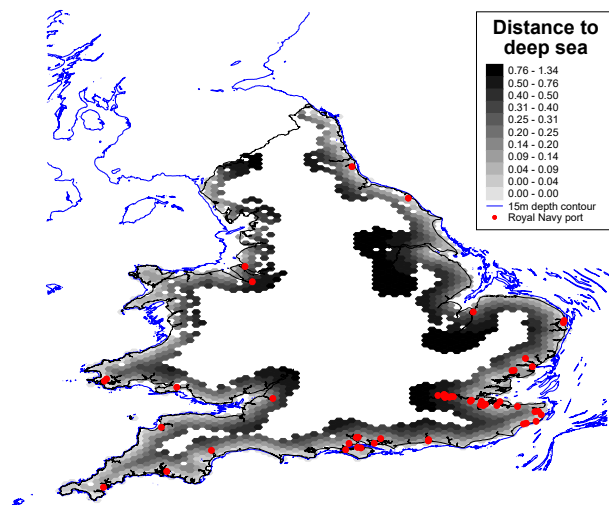 Distance to
deep sea
0.76 - 1.34
0.50 - 0.76
0.40 - 0.50
0.31 - 0.40
0.25 - 0.31
0.20 - 0.25
0.14 - 0.20
0.09 - 0.14
0.04 - 0.09
0.00 - 0.04
0.00 - 0.00
15m depth contour
Royal Navy port